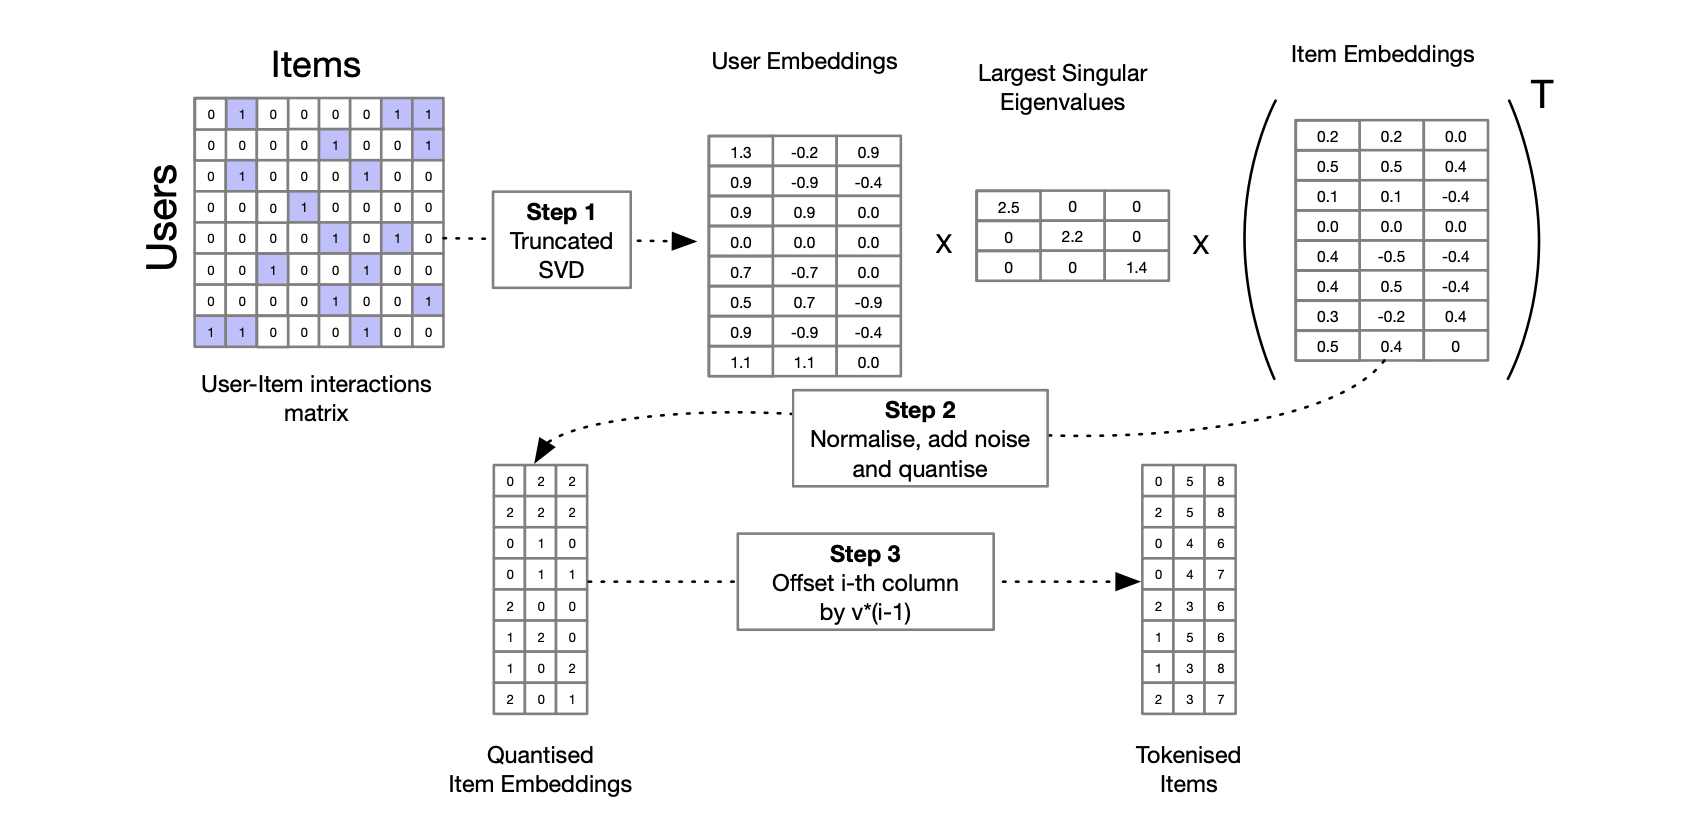 Items
Users
0 1 0 0 0 0 1 1
0 0 0 0 1 0 0 1
0 1 0 0 0 1 0 0
0 0 0 1 0 0 0 0
0 0 0 0 1 0 1 0
0 0 1 0 0 1 0 0
0 0 0 0 1 0 0 1
1 1 0 0 0 1 0 0
User-Item interactions
matrix
Step 1
Truncated
SVD
User Embeddings
1.3 -0.2 0.9
0.9 -0.9 -0.4
0.9 0.9 0.0
0.0 0.0 0.0
0.7 -0.7 0.0
0.5 0.7 -0.9
0.9 -0.9 -0.4
1.1 1.1 0.0
X
Largest Singular
Eigenvalues
2.5 0 0
0 2.2 0
0 0 1.4
X
Item Embeddings
T
0.2 0.2 0.0
0.5 0.5 0.4
0.1 0.1 -0.4
0.0 0.0 0.0
0.4 -0.5 -0.4
0.4 0.5 -0.4
0.3 -0.2 0.4
0.5 0.4 0
Step 2
Normalise, add noise
and quantise
0 2 2
2 2 2
0 1 0
0 1 1
2 0 0
1 2 0
1 0 2
2 0 1
Quantised
Item Embeddings
Step 3
Offset i-th column
by v*(i-1)
0 5 8
2 5 8
0 4 6
0 4 7
2 3 6
1 5 6
1 3 8
2 3 7
Tokenised
Items